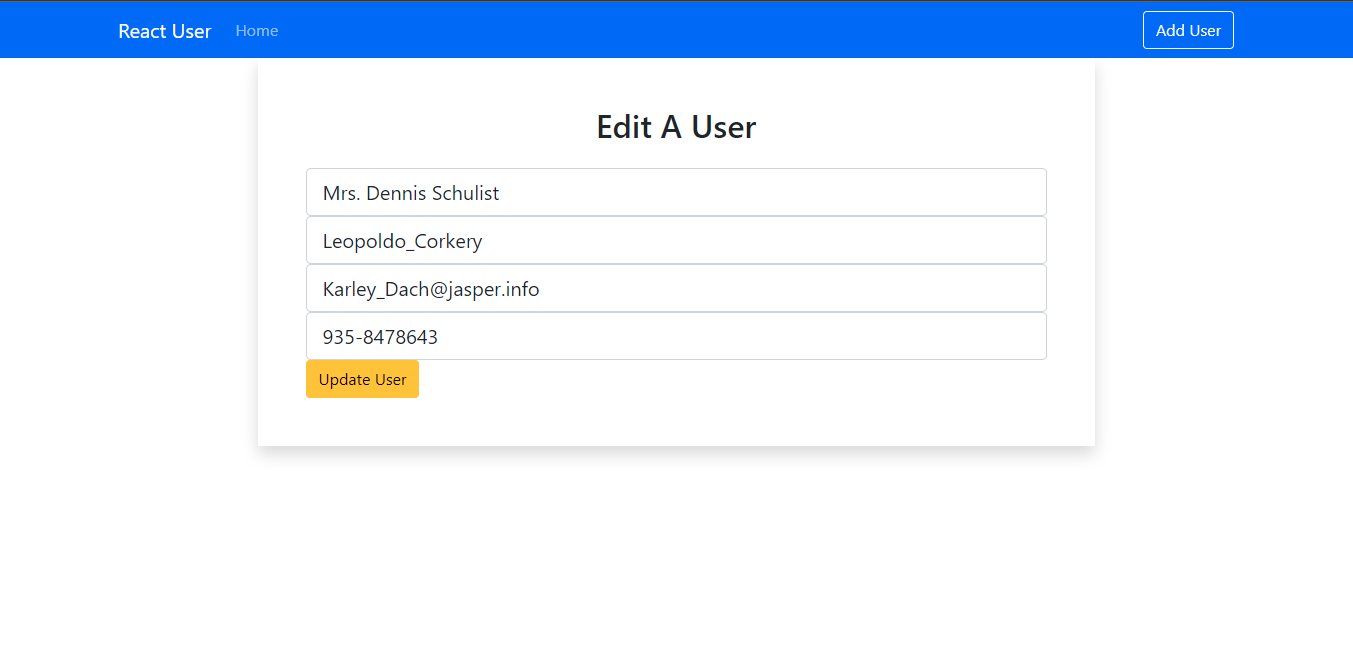 React User Home Add User
Edit A User
Mrs. Dennis Schulist
Leopoldo_Corkery
Karley_Dach@jasper.info
935-8478643
Update User